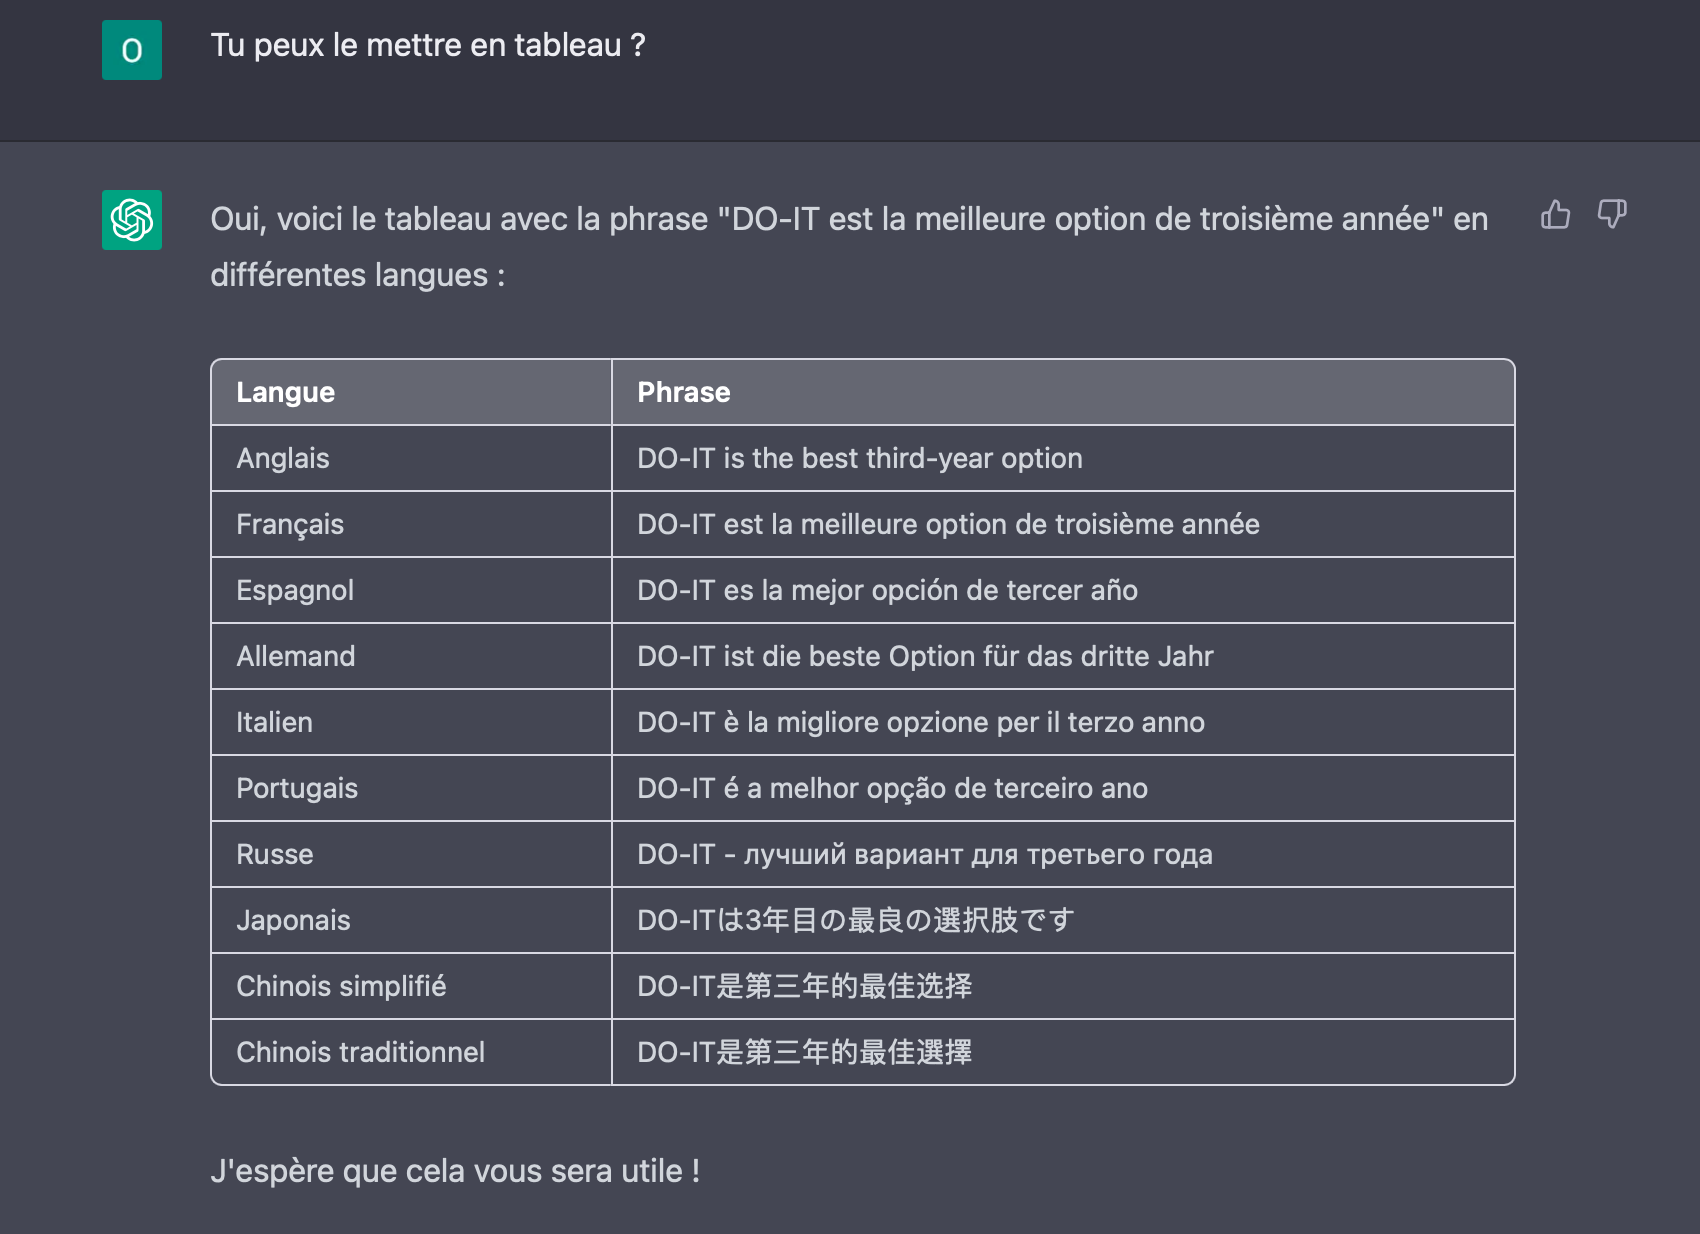 O
Tu peux le mettre en tableau ?
Oui, voici le tableau avec la phrase "DO-IT est la meilleure option de troisième année" en
différentes langues :
Langue Phrase
Anglais DO-IT is the best third-year option
Français DO-IT est la meilleure option de troisième année
Espagnol DO-IT es la mejor opción de tercer año
Allemand DO-IT ist die beste Option für das dritte Jahr
Italien DO-IT è la migliore opzione per il terzo anno
Portugais DO-IT é a melhor opção de terceiro ano
Russe DO-IT - лучший вариант для третьего года
Japonais DO-ITは3年目の最良の選択肢です
Chinois simplifié DO-IT是第三年的最佳选择
Chinois traditionnel DO-IT是第三年的最佳選擇
J'espère que cela vous sera utile !